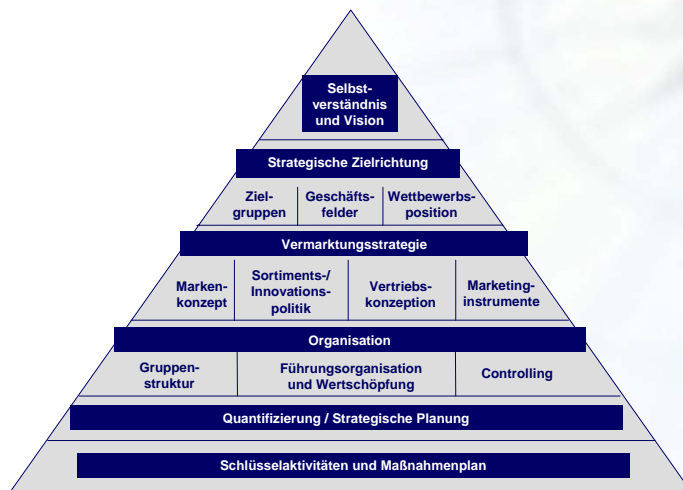 Selbst-
verständnis
und Vision
Strategische Zielrichtung
Ziel-
gruppen
Geschäfts-
felder
Wettbewerbs-
position
Vermarktungsstrategie
Marken-
konzept
Sortiments-/
Innovations-
politik
Vertriebs-
konzeption
Marketing-
instrumente
Organisation
Gruppen-
struktur
Führungsorganisation
und Wertschöpfung
Controlling
Quantifizierung / Strategische Planung
Schlüsselaktivitäten und Maßnahmenplan